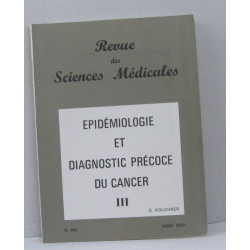 Revue
des
Sciences Médicales
EPIDÉMIOLOGIE
ET
DIAGNOSTIC PRÉCOCE
DU CANCER
III